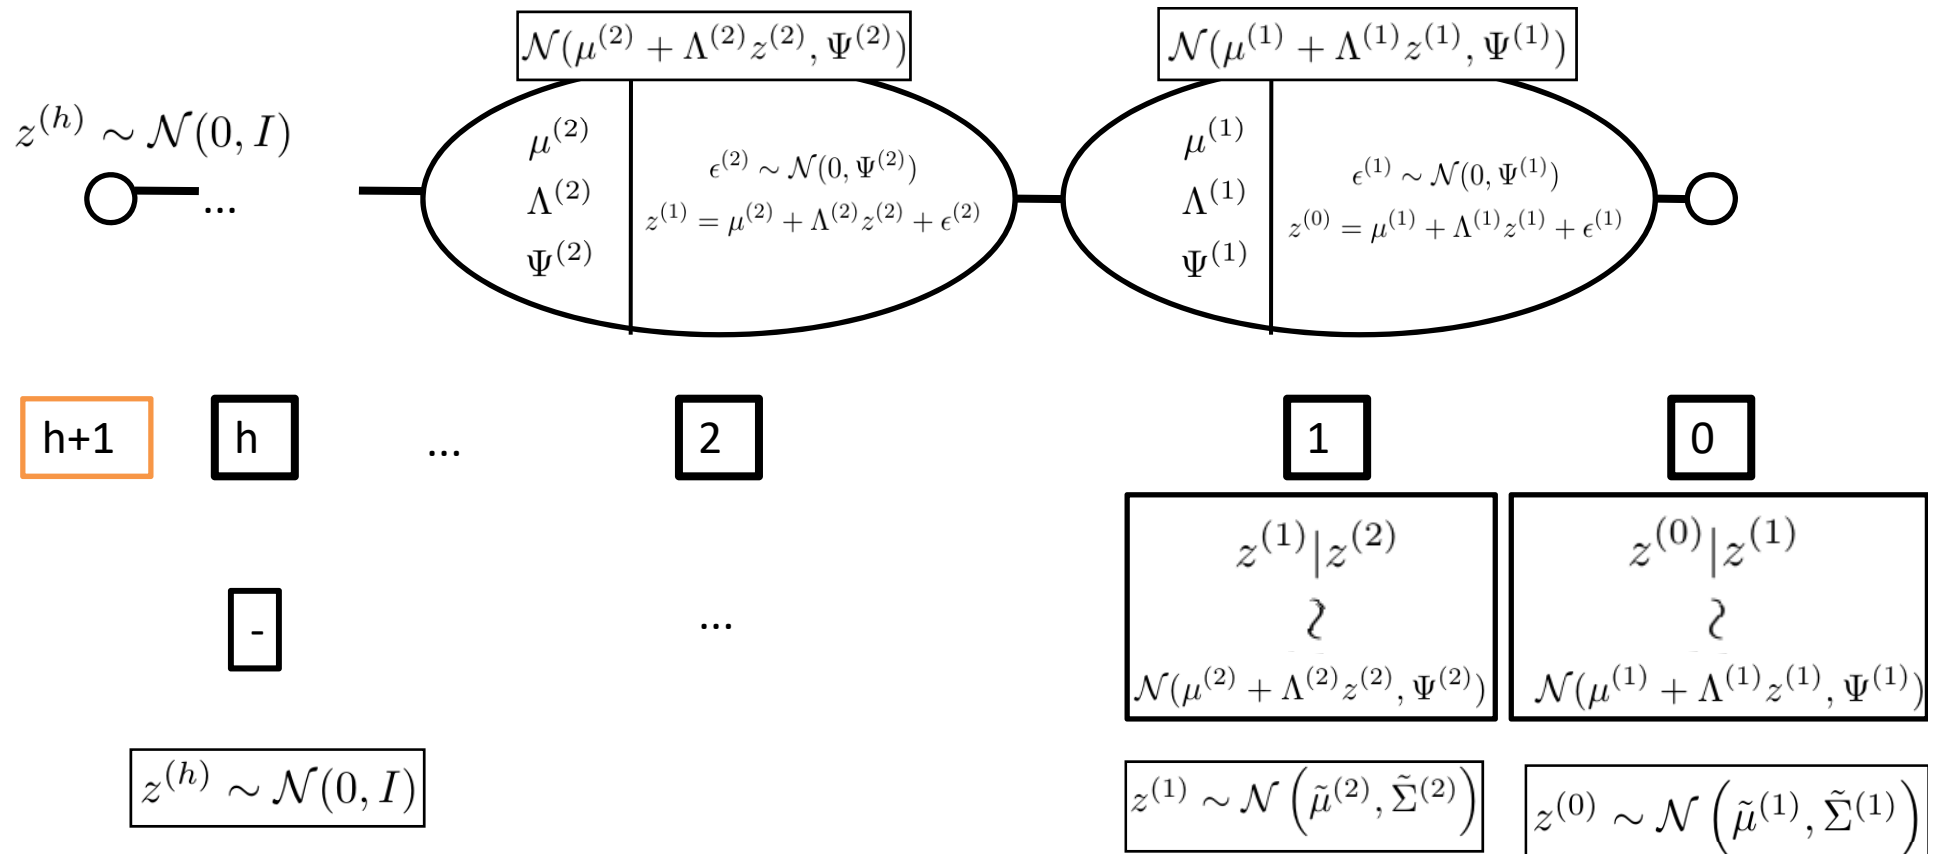 𝒩(μ^(2) + Λ^(2) z^(2), Ψ^(2))
𝒩(μ^(1) + Λ^(1) z^(1), Ψ^(1))
z^(h) ∼ 𝒩(0, I)
...
μ^(2)
Λ^(2)
Ψ^(2)
ϵ^(2) ∼ 𝒩(0, Ψ^(2))
z^(1) = μ^(2) + Λ^(2) z^(2) + ϵ^(2)
μ^(1)
Λ^(1)
Ψ^(1)
ϵ^(1) ∼ 𝒩(0, Ψ^(1))
z^(0) = μ^(1) + Λ^(1) z^(1) + ϵ^(1)
h+1
h
...
2
1
0
-
...
z^(1)|z^(2)
∼
𝒩(μ^(2) + Λ^(2) z^(2), Ψ^(2))
z^(0)|z^(1)
∼
𝒩(μ^(1) + Λ^(1) z^(1), Ψ^(1))
z^(h) ∼ 𝒩(0, I)
z^(1) ∼ 𝒩(μ̃^(2), Σ̃^(2))
z^(0) ∼ 𝒩(μ̃^(1), Σ̃^(1))